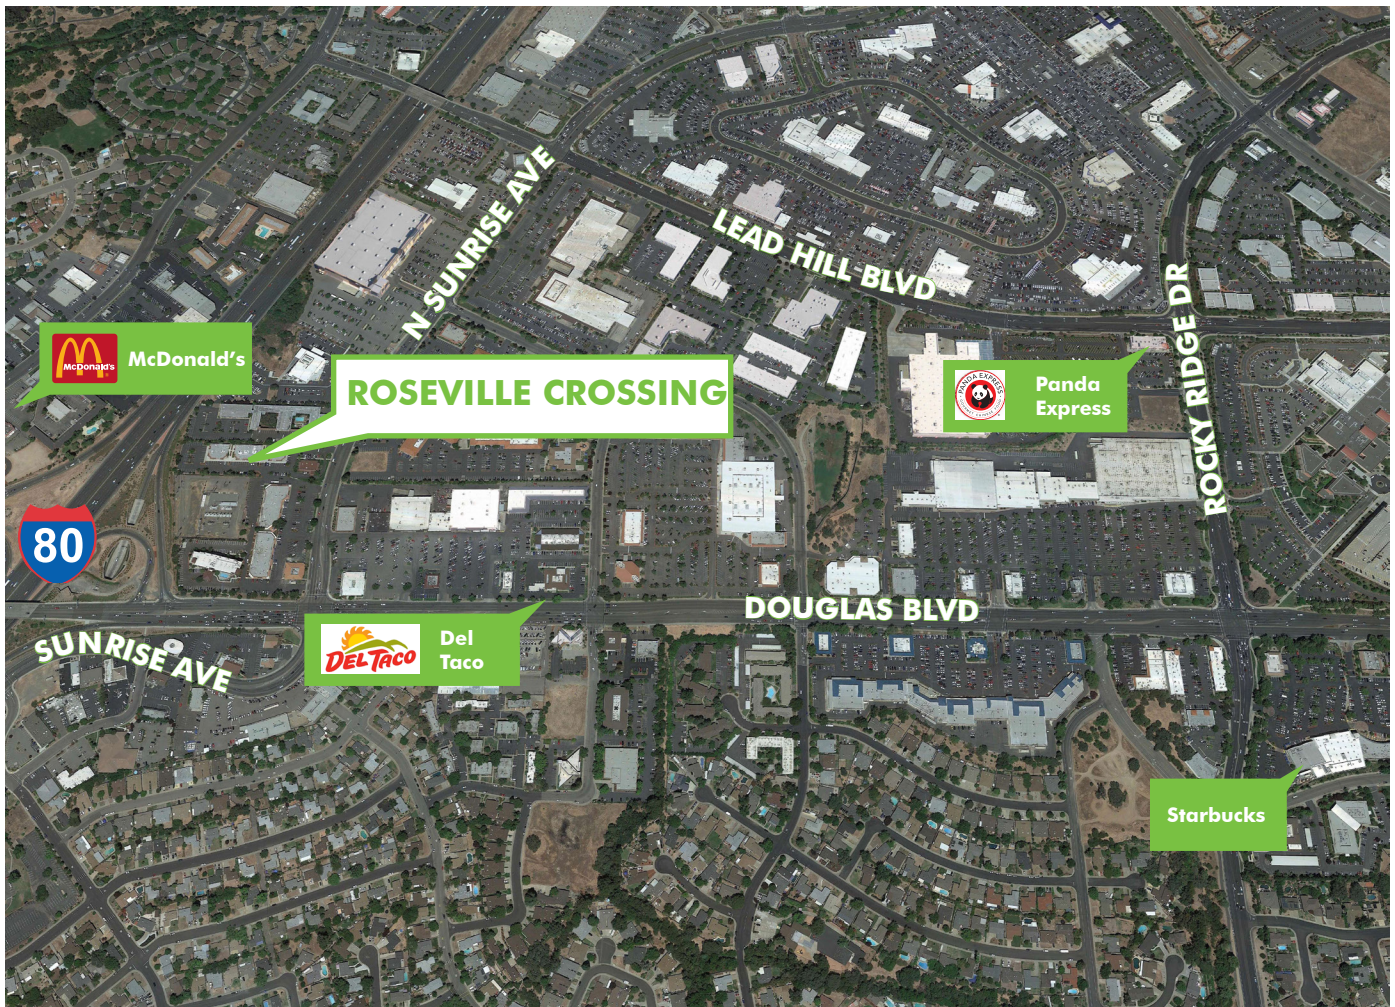 N SUNRISE AVE
LEAD HILL BLVD
ROCKY RIDGE DR
McDonald's
McDonald's
ROSEVILLE CROSSING
PANDA EXPRESS
Panda
Express
80
DOUGLAS BLVD
SUNRISE AVE
DEL TACO
Del
Taco
Starbucks